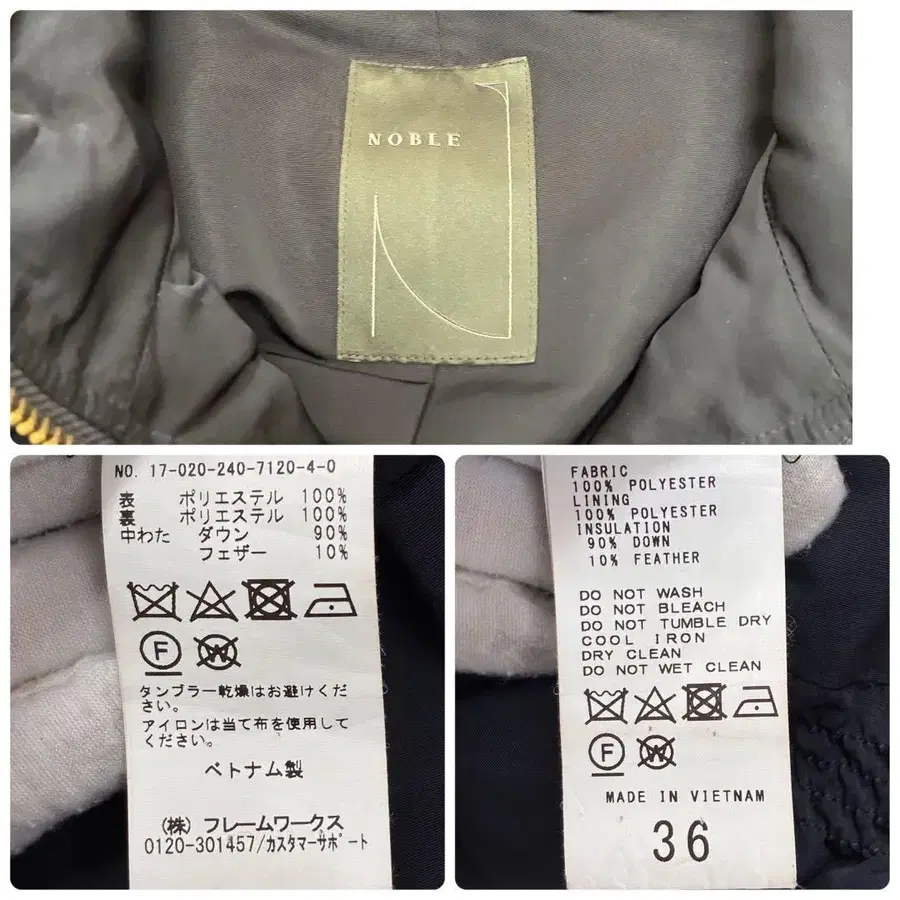 NOBLE
NO. 17-020-240-7120-4-0
表 ポリエステル 100%
裏 ポリエステル 100%
中わた ダウン 90%
フェザー 10%
F
W
タンブラー乾燥はお避けくだ
さい。
アイロンは当て布を使用して
ください。
ベトナム製
(株) フレームワークス
0120-301457/カスタマーサポート
FABRIC
100% POLYESTER
LINING
100% POLYESTER
INSULATION
90% DOWN
10% FEATHER
DO NOT WASH
DO NOT BLEACH
DO NOT TUMBLE DRY
COOL IRON
DRY CLEAN
DO NOT WET CLEAN
F
W
MADE IN VIETNAM
36